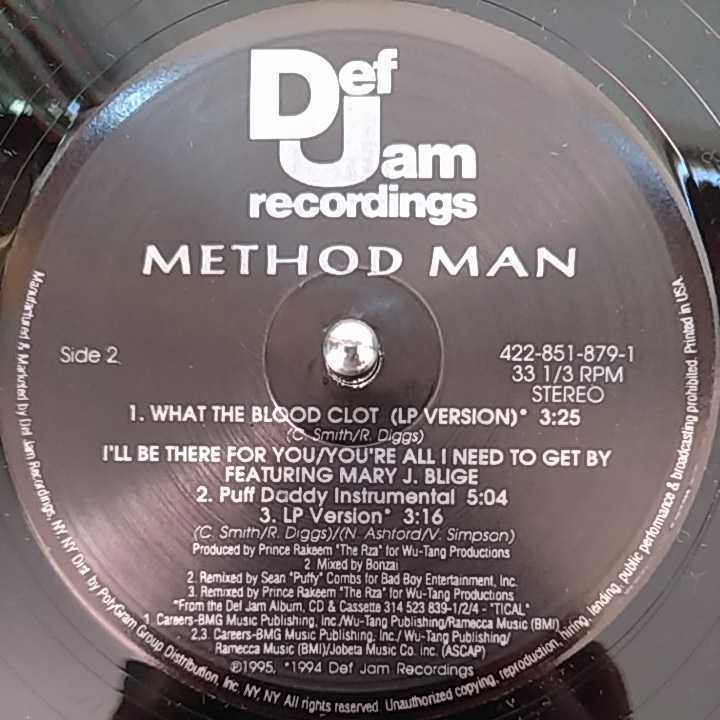 Def
Jam
recordings
METHOD MAN
Side 2
422-851-879-1
33 1/3 RPM
STEREO
1. WHAT THE BLOOD CLOT (LP VERSION)* 3:25
(C. Smith/R. Diggs)
I'LL BE THERE FOR YOU/YOU'RE ALL I NEED TO GET BY
FEATURING MARY J. BLIGE
2. Puff Daddy Instrumental 5:04
3. LP Version* 3:16
(C. Smith/R. Diggs)/(N. Ashford/V. Simpson)
Produced by Prince Rakeem "The Rza" for Wu-Tang Productions
2 Mixed by Bonzai
2. Remixed by Sean "Puffy" Combs for Bad Boy Entertainment, Inc.
3. Remixed by Prince Rakeem "The Rza" for Wu-Tang Productions
*From the Def Jam Album, CD & Cassette 314 523 839-1/2/4 - "TICAL"
1. Careers-BMG Music Publishing, Inc./Wu-Tang Publishing/Ramecca Music (BMI)
2,3. Careers-BMG Music Publishing, Inc./ Wu-Tang Publishing/
Ramecca Music (BMI)/Jobeta Music Co. Inc. (ASCAP)
℗1995, *1994 Def Jam Recordings
Manufactured & Marketed by Def Jam Recordings, NY NY Dist. by PolyGram Group Distribution, Inc. NY NY All rights reserved. Unauthorized copying, reproduction, hiring, lending, public performance & broadcasting prohibited. Printed in USA.